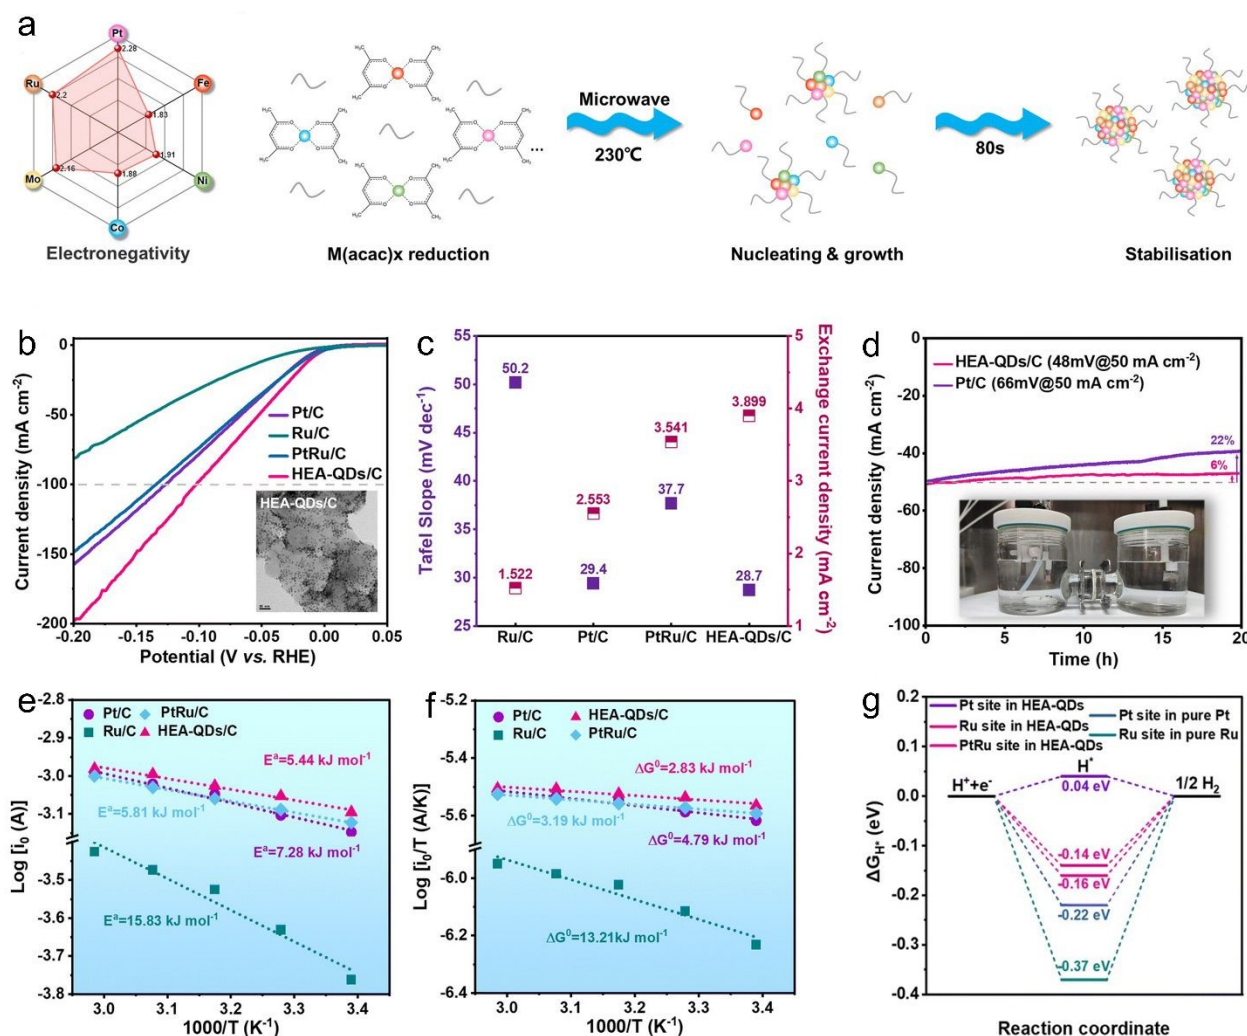 a
Pt
2.28
Ru
2.2
Fe
1.83
Mo
2.16
1.88
1.91
Ni
Co
Electronegativity
H₃C
CH₃
O
O
M(acac)x reduction
...
Microwave
230℃
Nucleating & growth
80s
Stabilisation
b
Current density (mA cm⁻²)
0
-50
-100
-150
-200
Pt/C
Ru/C
PtRu/C
HEA-QDs/C
HEA-QDs/C
-0.20
-0.10
0.00
0.05
Potential (V vs. RHE)
c
Tafel Slope (mV dec⁻¹)
55
50
45
40
35
30
25
50.2
1.522
2.553
29.4
3.541
37.7
3.899
28.7
Ru/C
Pt/C
PtRu/C
HEA-QDs/C
5
4
3
2
1
Exchange current density (mA cm⁻²)
d
Current density (mA cm⁻²)
0
-20
-40
-60
-80
-100
HEA-QDs/C (48mV@50 mA cm⁻²)
Pt/C (66mV@50 mA cm⁻²)
22%
6%
0
5
10
15
20
Time (h)
e
Log [i₀ (A)]
-2.8
-2.9
-3.0
-3.1
-3.5
-3.6
-3.7
-3.8
Pt/C
PtRu/C
Ru/C
HEA-QDs/C
Eᵃ=5.44 kJ mol⁻¹
Eᵃ=5.81 kJ mol⁻¹
Eᵃ=7.28 kJ mol⁻¹
Eᵃ=15.83 kJ mol⁻¹
3.0
3.1
3.2
3.3
3.4
1000/T (K⁻¹)
f
Log [i₀/T (A/K)]
-5.2
-5.4
-5.6
-6.0
-6.2
-6.4
Pt/C
HEA-QDs/C
Ru/C
PtRu/C
ΔG⁰=2.83 kJ mol⁻¹
ΔG⁰=3.19 kJ mol⁻¹
ΔG⁰=4.79 kJ mol⁻¹
ΔG⁰=13.21kJ mol⁻¹
3.0
3.1
3.2
3.3
3.4
1000/T (K⁻¹)
g
ΔG_H* (eV)
0.2
0.1
0.0
-0.1
-0.2
-0.3
-0.4
Pt site in HEA-QDs
Ru site in HEA-QDs
PtRu site in HEA-QDs
Pt site in pure Pt
Ru site in pure Ru
H⁺+e⁻
H*
1/2 H₂
0.04 eV
-0.14 eV
-0.16 eV
-0.22 eV
-0.37 eV
Reaction coordinate